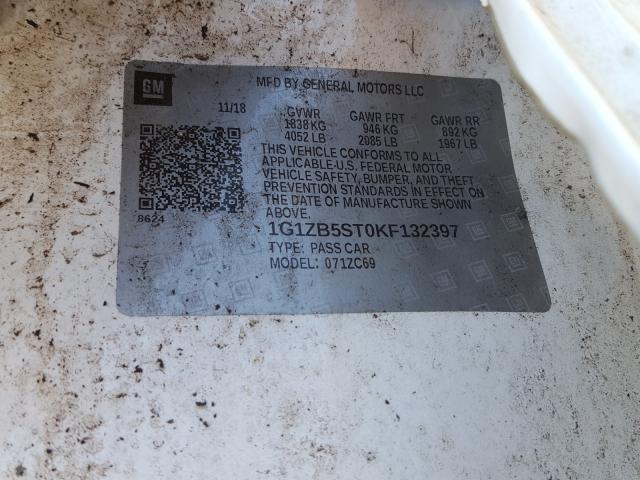 GM
MFD BY GENERAL MOTORS LLC
11/18 GVWR GAWR FRT GAWR RR
1838 KG 946 KG 892 KG
4052 LB 2085 LB 1967 LB
THIS VEHICLE CONFORMS TO ALL
APPLICABLE U.S. FEDERAL MOTOR
VEHICLE SAFETY, BUMPER, AND THEFT
PREVENTION STANDARDS IN EFFECT ON
THE DATE OF MANUFACTURE SHOWN
ABOVE.
8624
1G1ZB5ST0KF132397
TYPE: PASS CAR
MODEL: 071ZC69